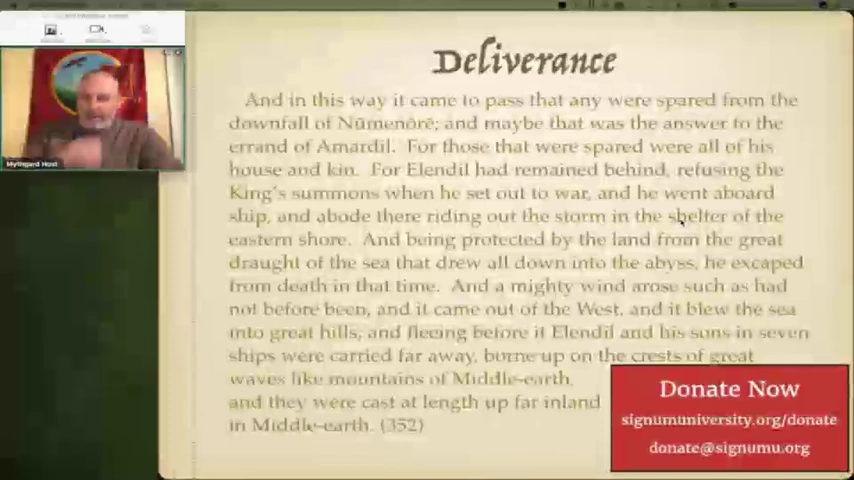 Deliverance
And in this way it came to pass that any were spared from the
downfall of Númenórë; and maybe that was the answer to the
errand of Amardil. For those that were spared were all of his
house and kin. For Elendil had remained behind, refusing the
King's summons when he set out to war, and he went aboard
ship, and abode there riding out the storm in the shelter of the
eastern shore. And being protected by the land from the great
draught of the sea that drew all down into the abyss, he escaped
from death in that time. And a mighty wind arose such as had
not before been, and it came out of the West, and it blew the sea
into great hills, and fleeing before it Elendil and his sons in seven
ships were carried far away, borne up on the crests of great
waves like mountains of Middle-earth,
and they were cast at length up far inland
in Middle-earth. (352)
Mythgard Host
Donate Now
signumuniversity.org/donate
donate@signumu.org